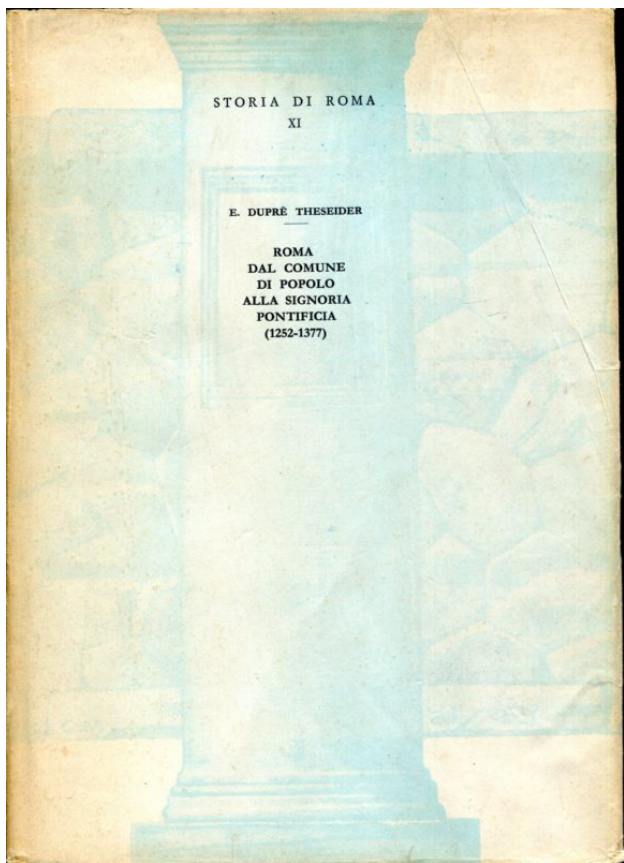 STORIA DI ROMA
XI
E. DUPRÈ THESEIDER
ROMA
DAL COMUNE
DI POPOLO
ALLA SIGNORIA
PONTIFICIA
(1252-1377)